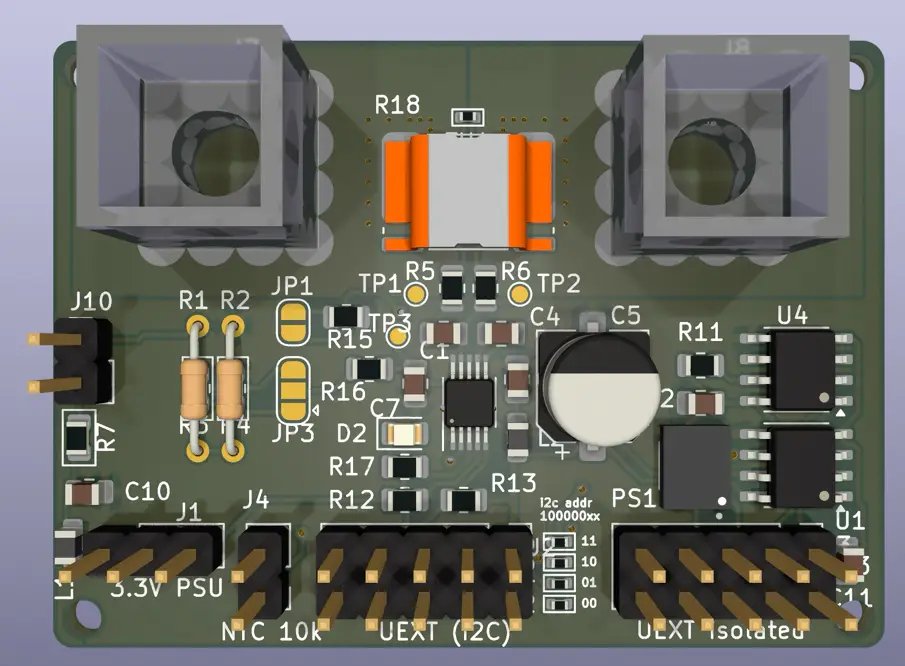 J8
R18
TP1 R5 R6 TP2
J10 R1 R2 JP1
R15 TP3 C4 C5 R11 U4
C1
R16
C7
R7 JP3 D2
R17
C10 R12 R13 PS1
i2c addr
100000xx
J1 J4 U1
11
10
01
00
3.3V PSU
C11
NTC 10k UEXT (i2C) UEXT isolated